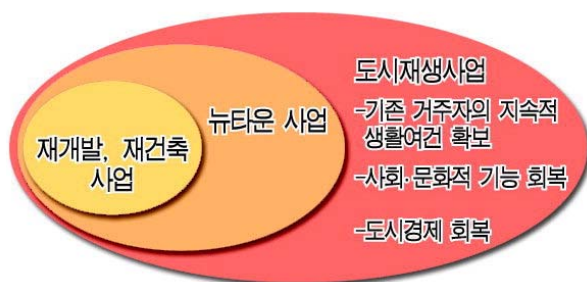 재개발, 재건축
사업
뉴타운 사업
도시재생사업
-기존 거주자의 지속적
생활여건 확보
-사회·문화적 기능 회복
-도시경제 회복